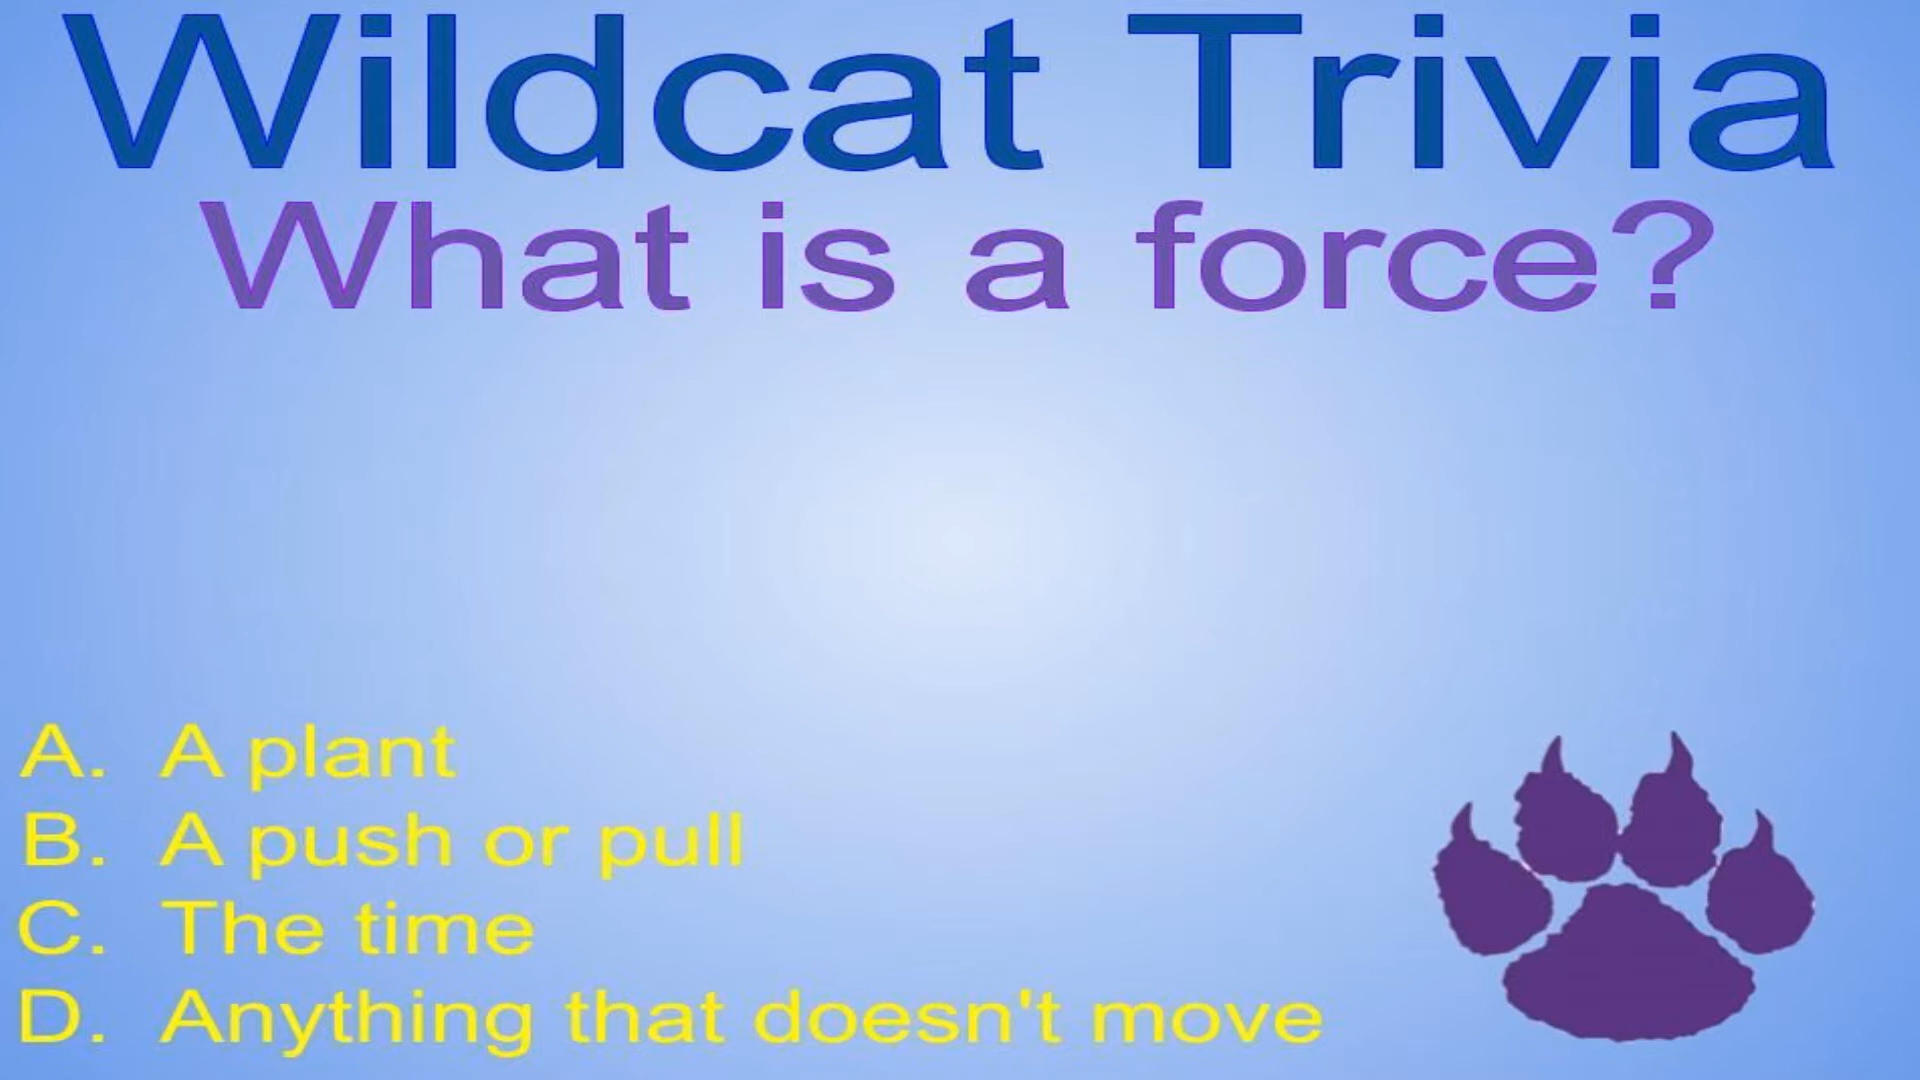 Wildcat Trivia
What is a force?
A. A plant
B. A push or pull
C. The time
D. Anything that doesn't move